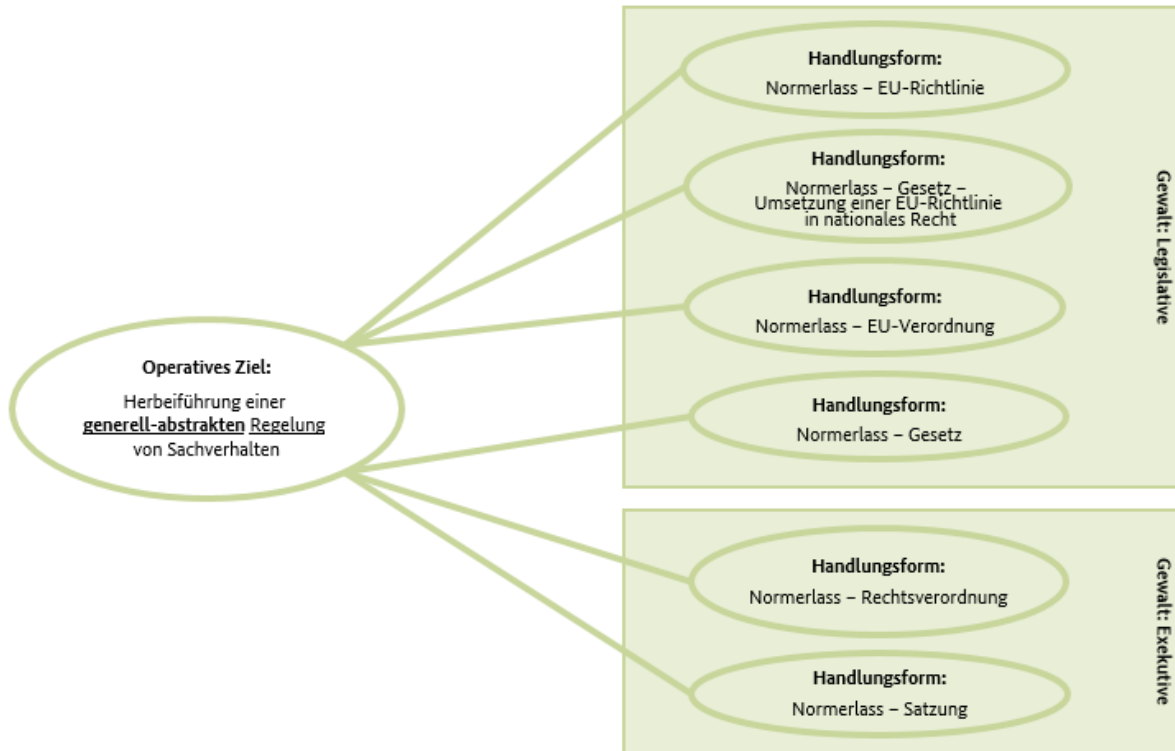 Operatives Ziel:
Herbeiführung einer
generell-abstrakten Regelung
von Sachverhalten
Handlungsform:
Normerlass – EU-Richtlinie
Handlungsform:
Normerlass – Gesetz –
Umsetzung einer EU-Richtlinie
in nationales Recht
Handlungsform:
Normerlass – EU-Verordnung
Handlungsform:
Normerlass – Gesetz
Gewalt: Legislative
Handlungsform:
Normerlass – Rechtsverordnung
Handlungsform:
Normerlass – Satzung
Gewalt: Exekutive